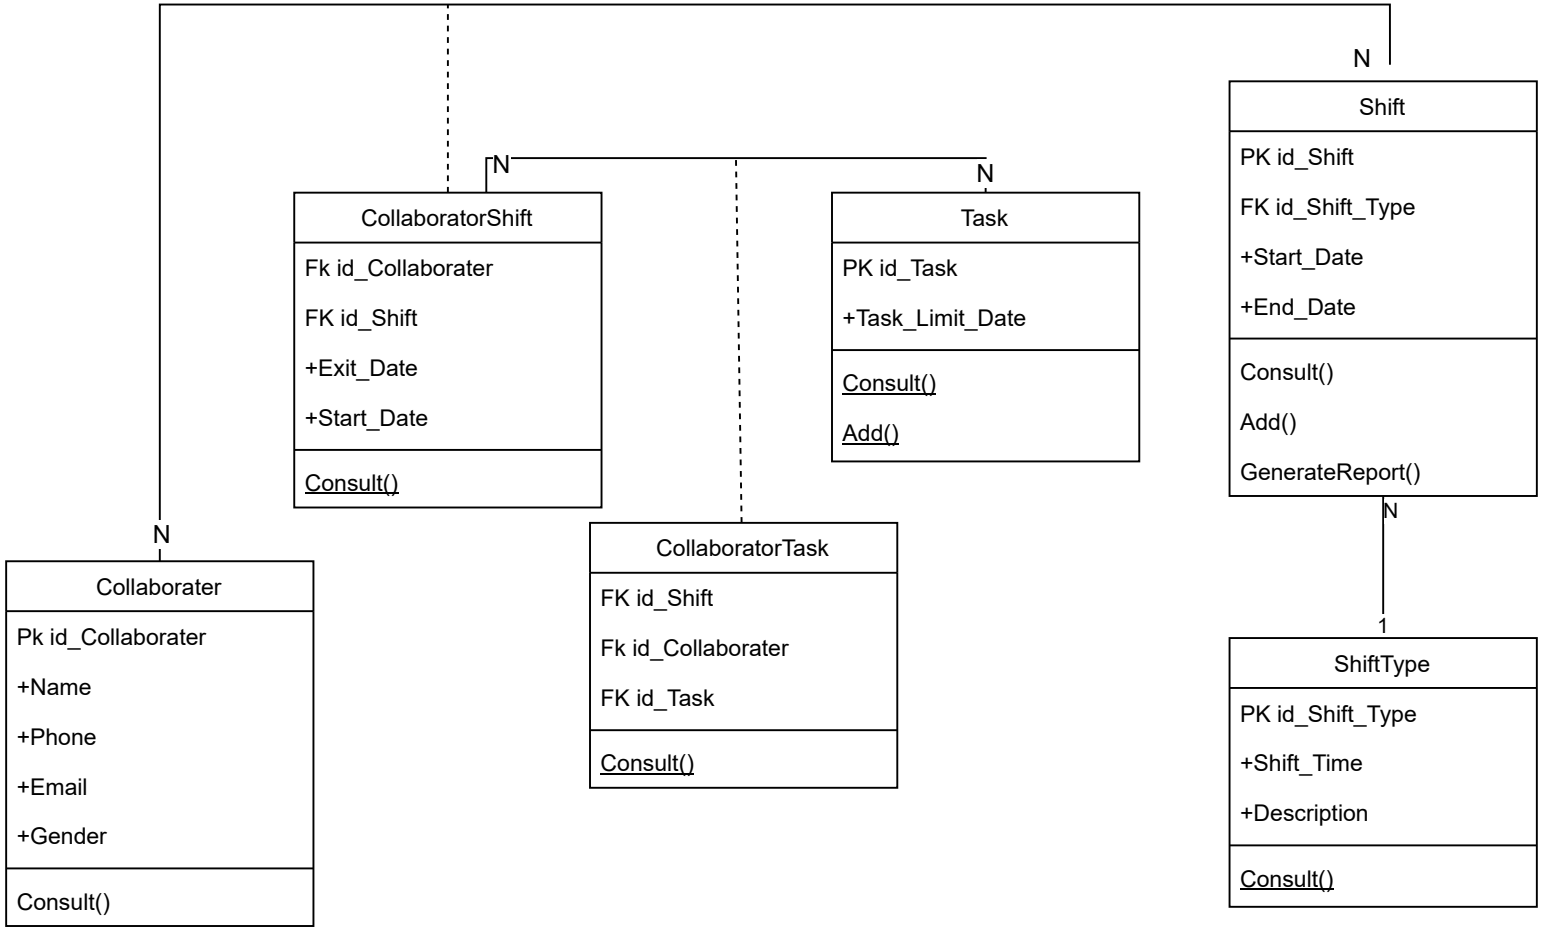 N
Shift
PK id_Shift
FK id_Shift_Type
+Start_Date
+End_Date
Consult()
Add()
GenerateReport()
N
1
N
N
CollaboratorShift
Fk id_Collaborater
FK id_Shift
+Exit_Date
+Start_Date
Consult()
Task
PK id_Task
+Task_Limit_Date
Consult()
Add()
N
Collaborater
Pk id_Collaborater
+Name
+Phone
+Email
+Gender
Consult()
CollaboratorTask
FK id_Shift
Fk id_Collaborater
FK id_Task
Consult()
ShiftType
PK id_Shift_Type
+Shift_Time
+Description
Consult()